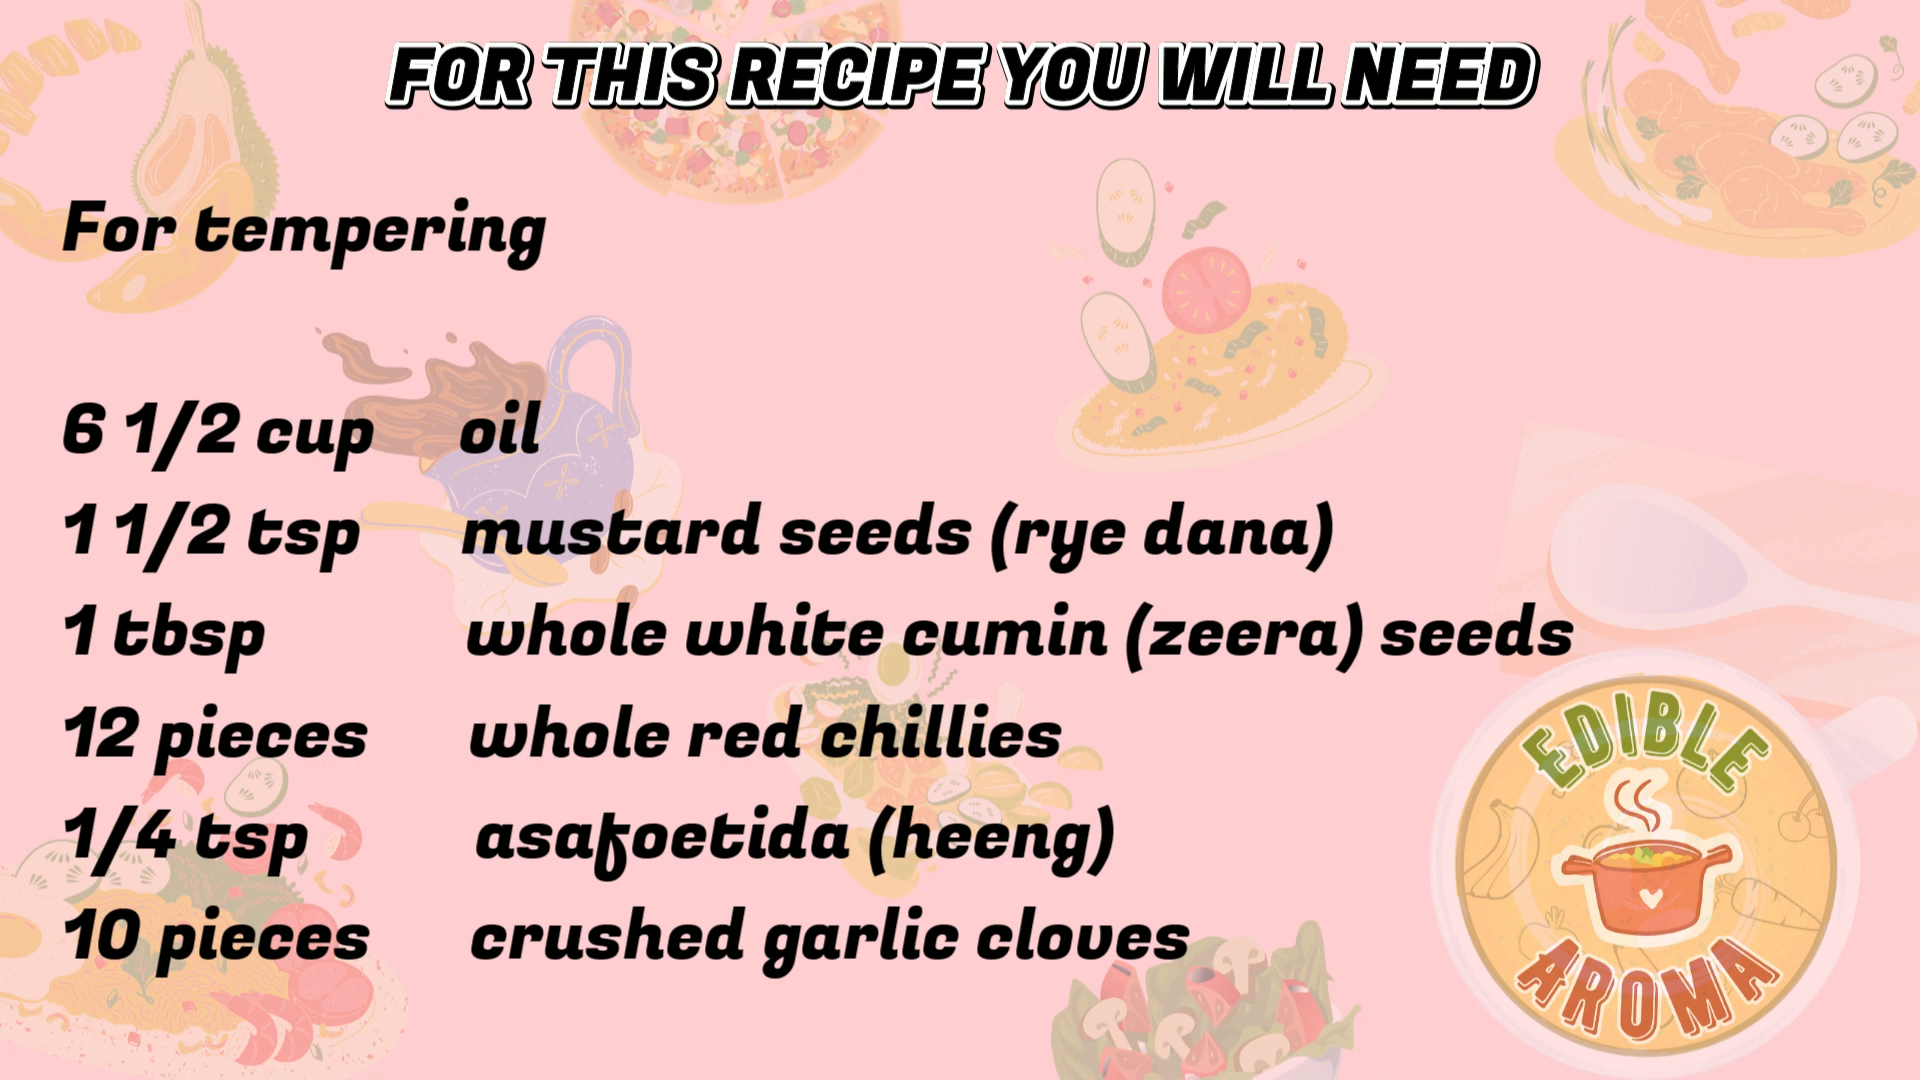 FOR THIS RECIPE YOU WILL NEED
For tempering
6 1/2 cup oil
1 1/2 tsp mustard seeds (rye dana)
1 tbsp whole white cumin (zeera) seeds
12 pieces whole red chillies
1/4 tsp asafoetida (heeng)
10 pieces crushed garlic cloves
EDIBLE
AROMA